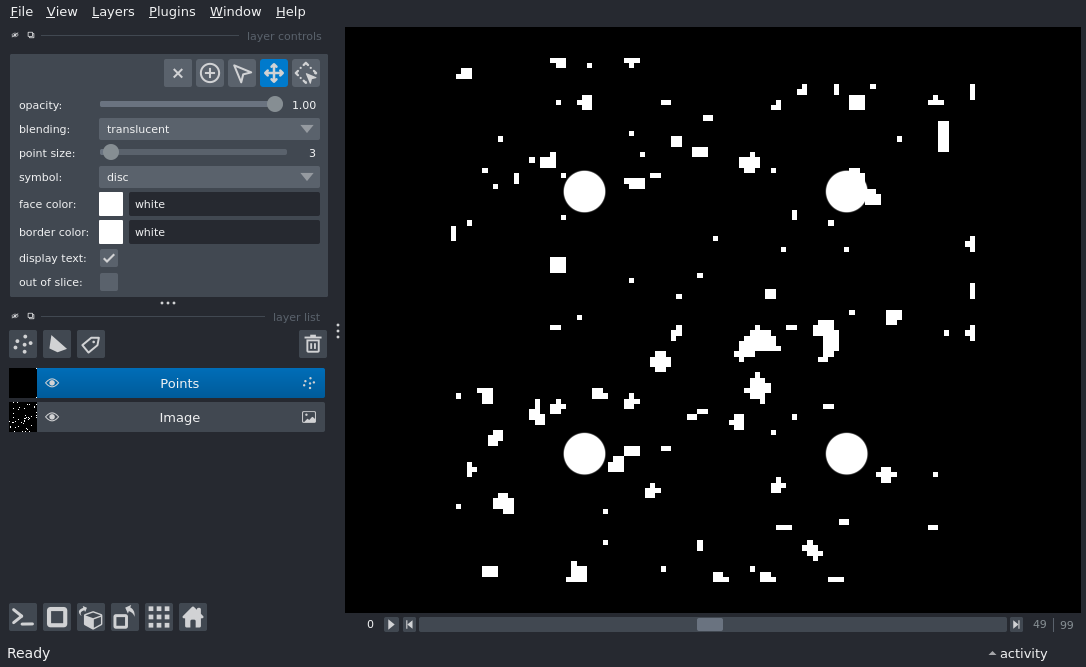 File View Layers Plugins Window Help
layer controls
opacity: 1.00
blending: translucent
point size: 3
symbol: disc
face color: white
border color: white
display text:
out of slice:
layer list
Points
Image
0 49 99
Ready activity